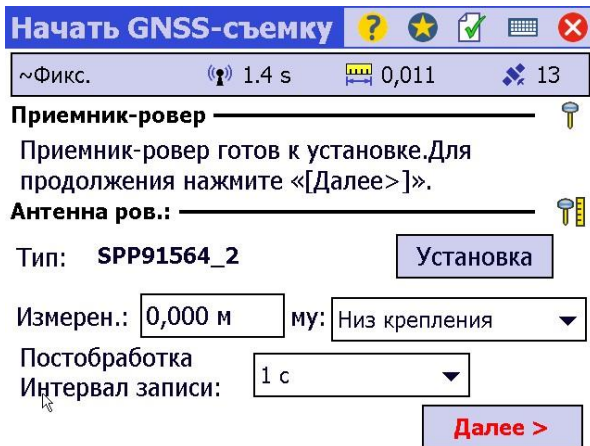 Начать GNSS-съемку ?
~Фикс. 1.4 s 0,011 13
Приемник-ровер
Приемник-ровер готов к установке.Для
продолжения нажмите «[Далее>]».
Антенна ров.:
Тип: SPP91564_2 Установка
Измерен.: 0,000 м му: Низ крепления
Постобработка
Интервал записи: 1 с
Далее >